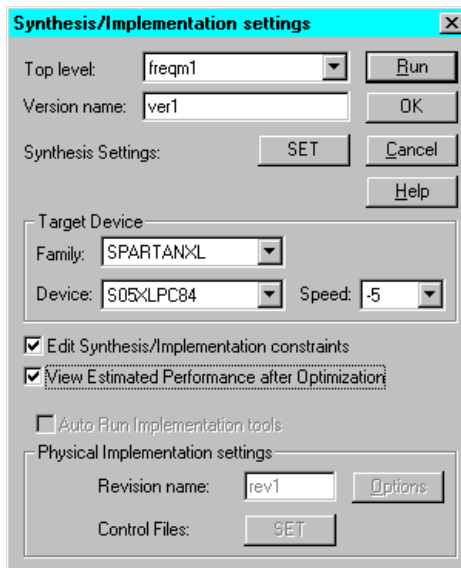 Synthesis/Implementation settings
Top level: freqm1 Run
Version name: ver1 OK
Synthesis Settings: SET Cancel
Help
Target Device
Family: SPARTANXL
Device: S05XLPC84 Speed: -5
Edit Synthesis/Implementation constraints
View Estimated Performance after Optimization
Auto Run Implementation tools
Physical Implementation settings
Revision name: rev1 Options
Control Files: SET